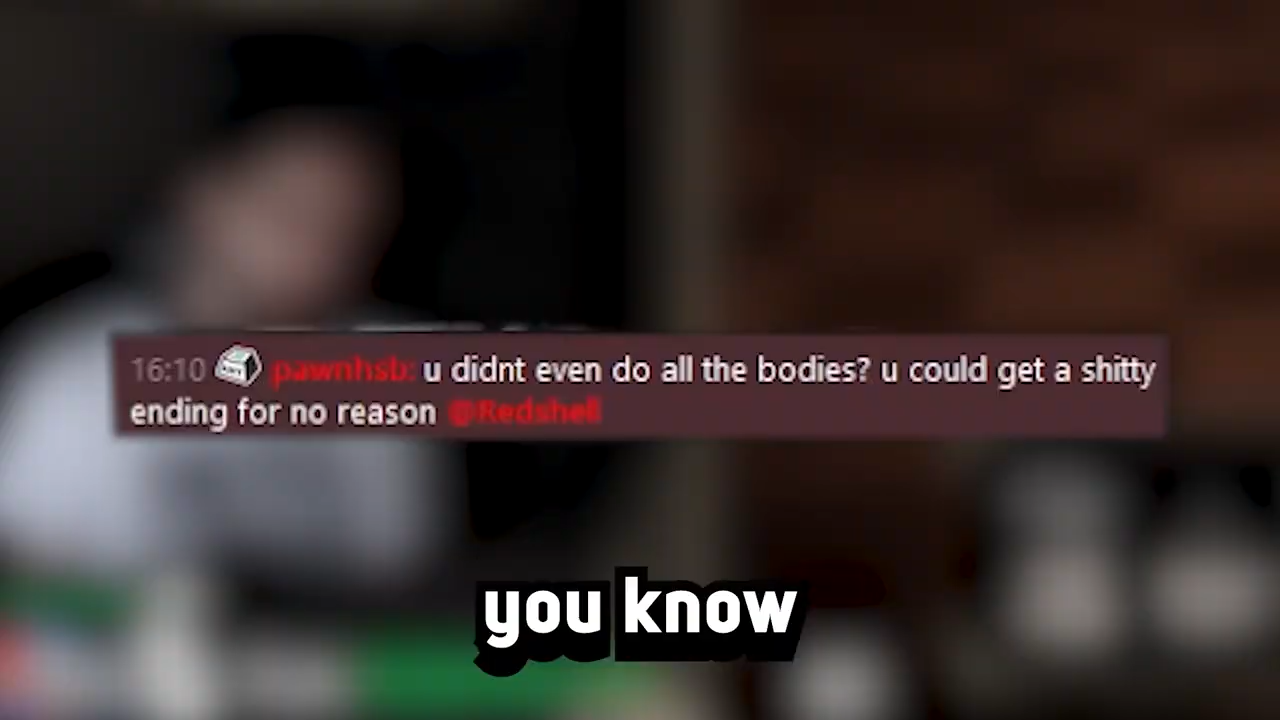 16:10 pawnhsb: u didnt even do all the bodies? u could get a shitty
ending for no reason @Redshell
you know